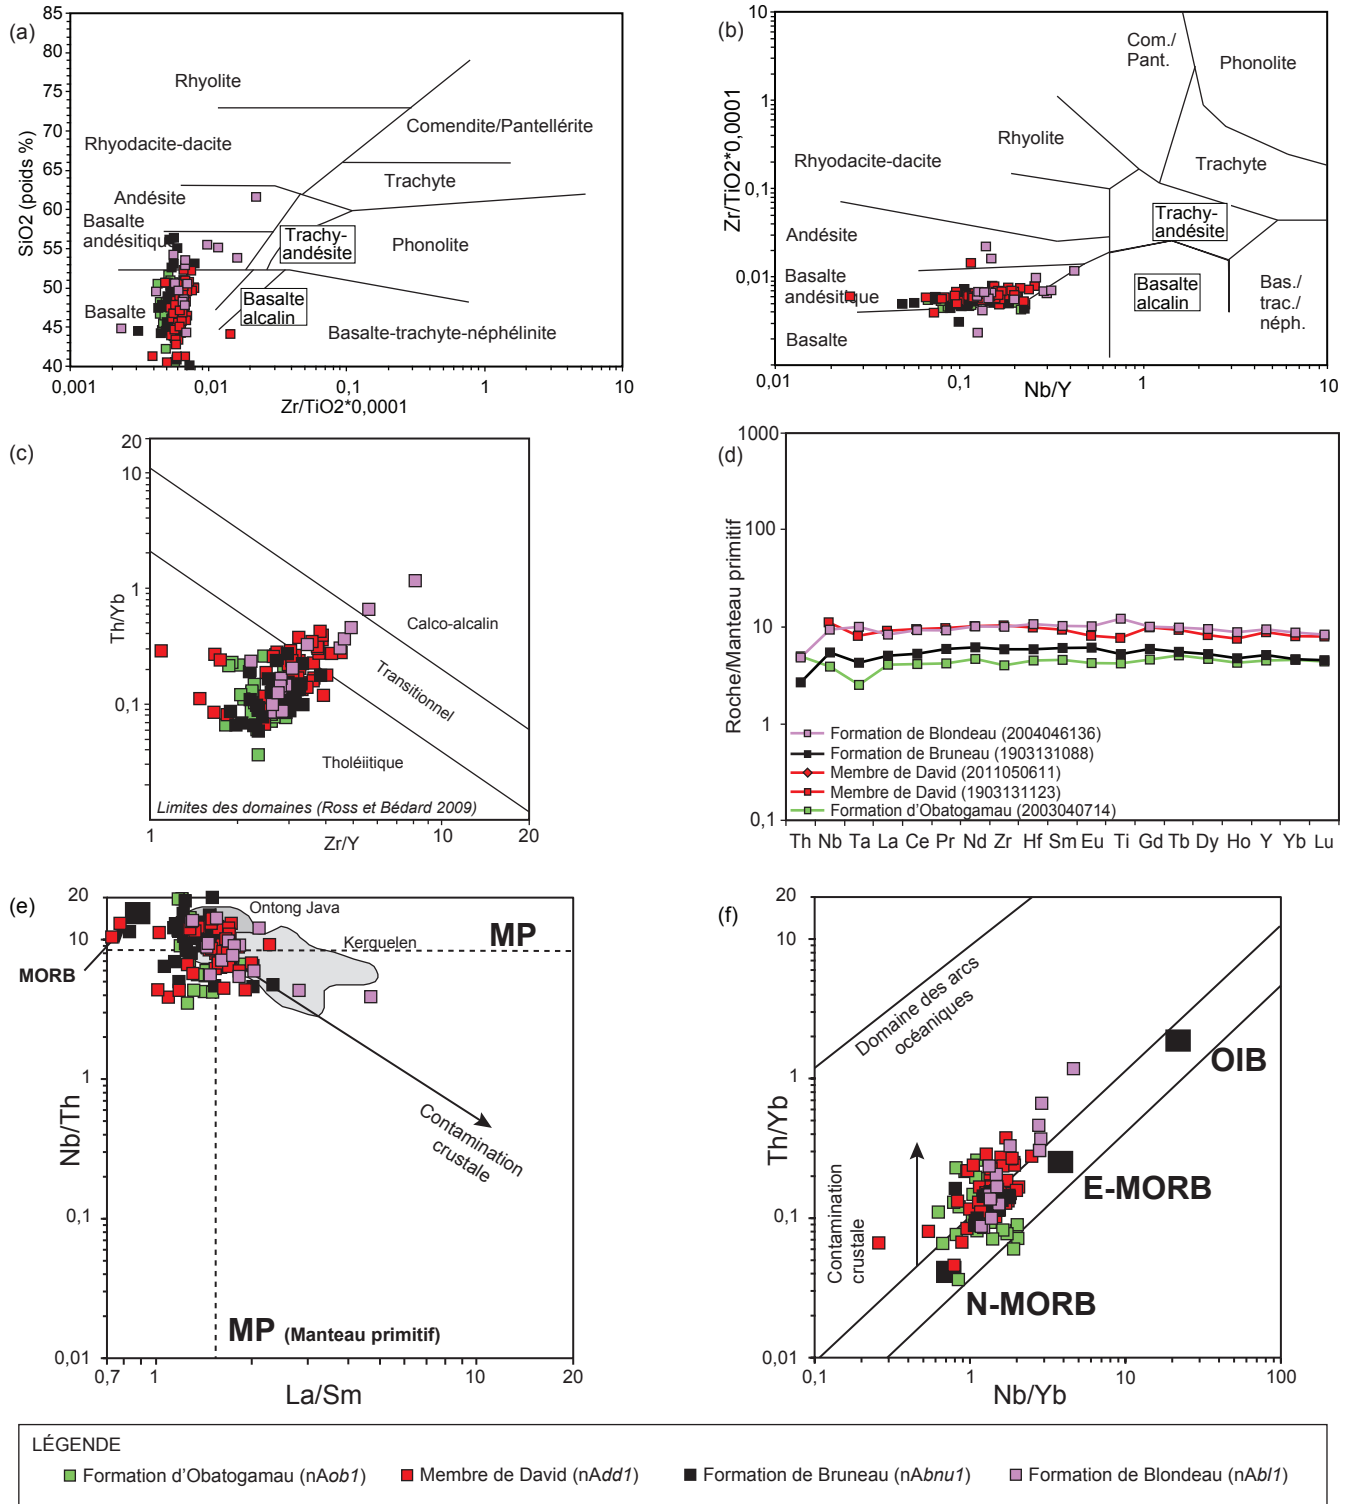 (a)
85
80
75
70
65
60
55
50
45
40
SiO2 (poids %)
Rhyolite
Rhyodacite-dacite
Andésite
Basalte
andésitique
Basalte
Comendite/Pantellérite
Trachyte
Trachy-
andésite
Phonolite
Basalte
alcalin
Basalte-trachyte-néphélinite
0,001
0,01
0,1
1
10
Zr/TiO2*0,0001
(b)
10
1
0,1
0,01
Zr/TiO2*0,0001
Com./
Pant.
Phonolite
Rhyolite
Rhyodacite-dacite
Trachyte
Trachy-
andésite
Andésite
Basalte
andésitique
Basalte
Basalte
alcalin
Bas./
trac./
néph.
0,01
0,1
1
10
Nb/Y
(c)
20
10
1
0,1
Th/Yb
Calco-alcalin
Transitionnel
Tholéiitique
Limites des domaines (Ross et Bédard 2009)
1
10
20
Zr/Y
(d)
1000
100
10
1
0,1
Roche/Manteau primitif
Formation de Blondeau (2004046136)
Formation de Bruneau (1903131088)
Membre de David (2011050611)
Membre de David (1903131123)
Formation d'Obatogamau (2003040714)
Th Nb Ta La Ce Pr Nd Zr Hf Sm Eu Ti Gd Tb Dy Ho Y Yb Lu
(e)
20
10
1
0,1
0,01
Nb/Th
Ontong Java
Kerguelen
MP
MORB
Contamination
crustale
MP (Manteau primitif)
0,7
1
10
20
La/Sm
(f)
20
10
1
0,1
0,01
Th/Yb
Domaine des arcs
océaniques
OIB
E-MORB
N-MORB
Contamination
crustale
0,1
1
10
100
Nb/Yb
LÉGENDE
Formation d'Obatogamau (nAob1)
Membre de David (nAdd1)
Formation de Bruneau (nAbnu1)
Formation de Blondeau (nAbl1)